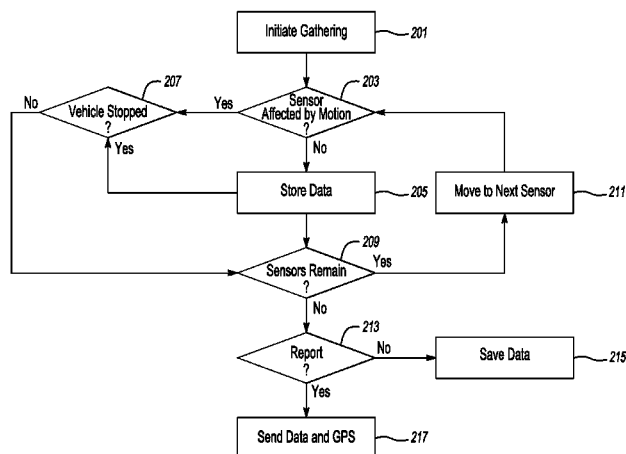 Initiate Gathering
201
207
203
No
Vehicle Stopped
?
Yes
Sensor
Affected by Motion
?
Yes
No
Store Data
205
Move to Next Sensor
211
209
Sensors Remain
?
Yes
No
213
Report
?
No
Save Data
215
Yes
Send Data and GPS
217